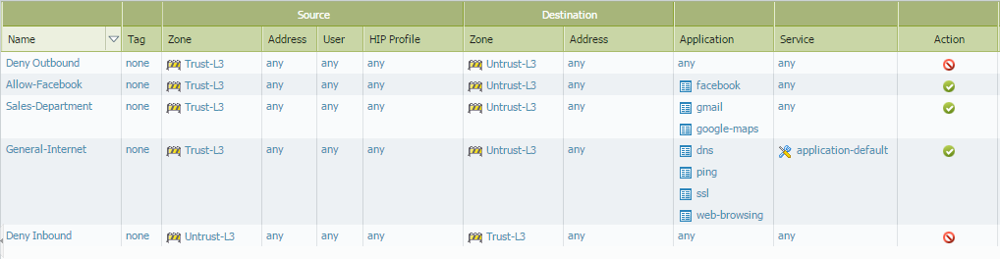 Source Destination
Name Tag Zone Address User HIP Profile Zone Address Application Service Action
Deny Outbound none Trust-L3 any any any Untrust-L3 any any any
Allow-Facebook none Trust-L3 any any any Untrust-L3 any facebook any
Sales-Department none Trust-L3 any any any Untrust-L3 any gmail any
google-maps
General-Internet none Trust-L3 any any any Untrust-L3 any dns application-default
ping
ssl
web-browsing
Deny Inbound none Untrust-L3 any any any Trust-L3 any any any